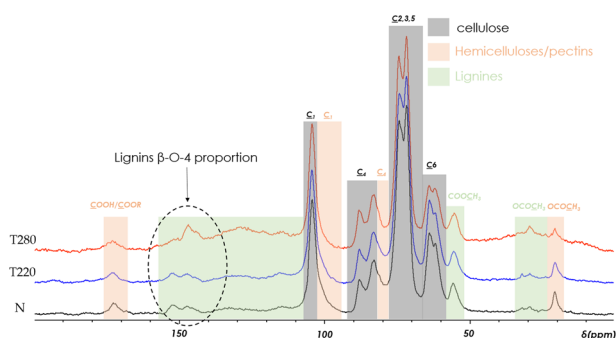 C2,3,5
cellulose
Hemicelluloses/pectins
Lignines
C1 C1
Lignins β-O-4 proportion
C4 C4 C6
COOH/COOR COOCH3 OCOCH3 OCOCH3
T280
T220
N
150 100 50 δ(ppm)